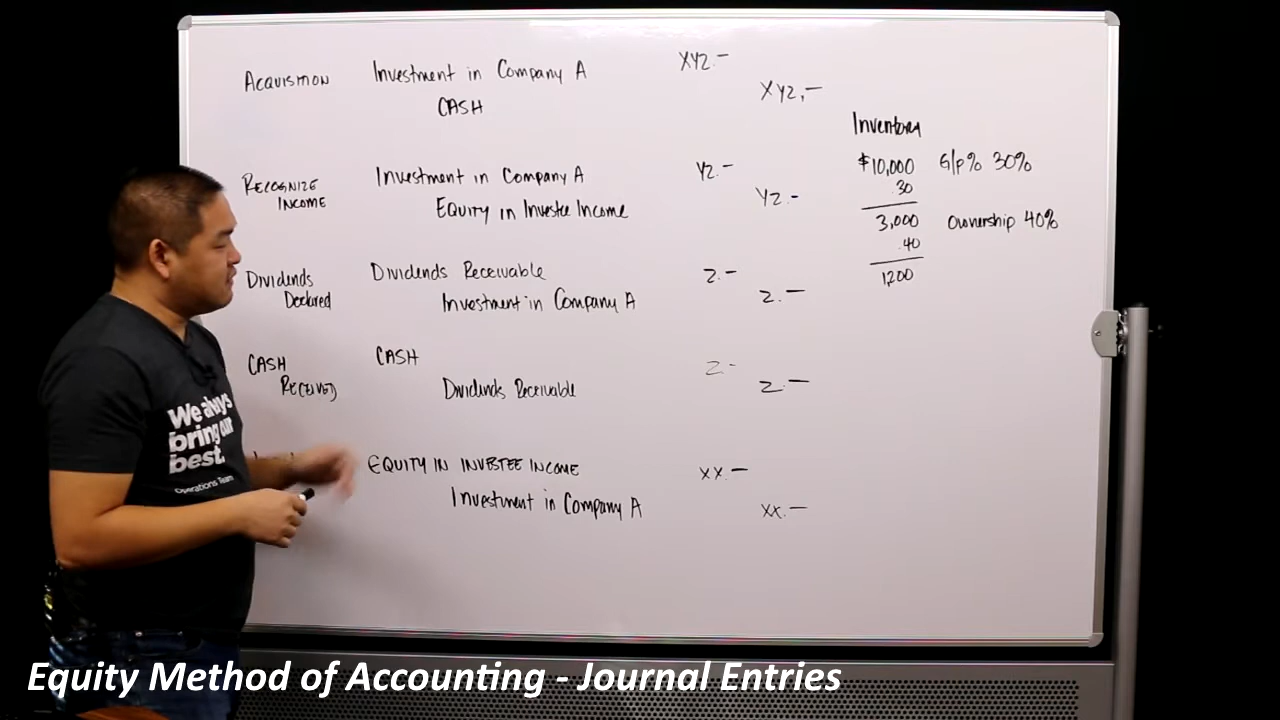 ACQUISITION Investment in Company A XYZ.–
CASH XYZ,–
Inventory
$10,000 G/P% 30%
.30
3,000 Ownership 40%
.40
1,200
RECOGNIZE INCOME Investment in Company A YZ.–
Equity in Investee Income YZ.-
Dividends Declared Dividends Receivable Z.–
Investment in Company A Z.–
CASH RECEIVED CASH Z-
Dividends Receivable Z.–
EQUITY IN INVESTEE INCOME XX.–
Investment in Company A XX.–
We always
bring our
best.
Operations Team
Equity Method of Accounting - Journal Entries